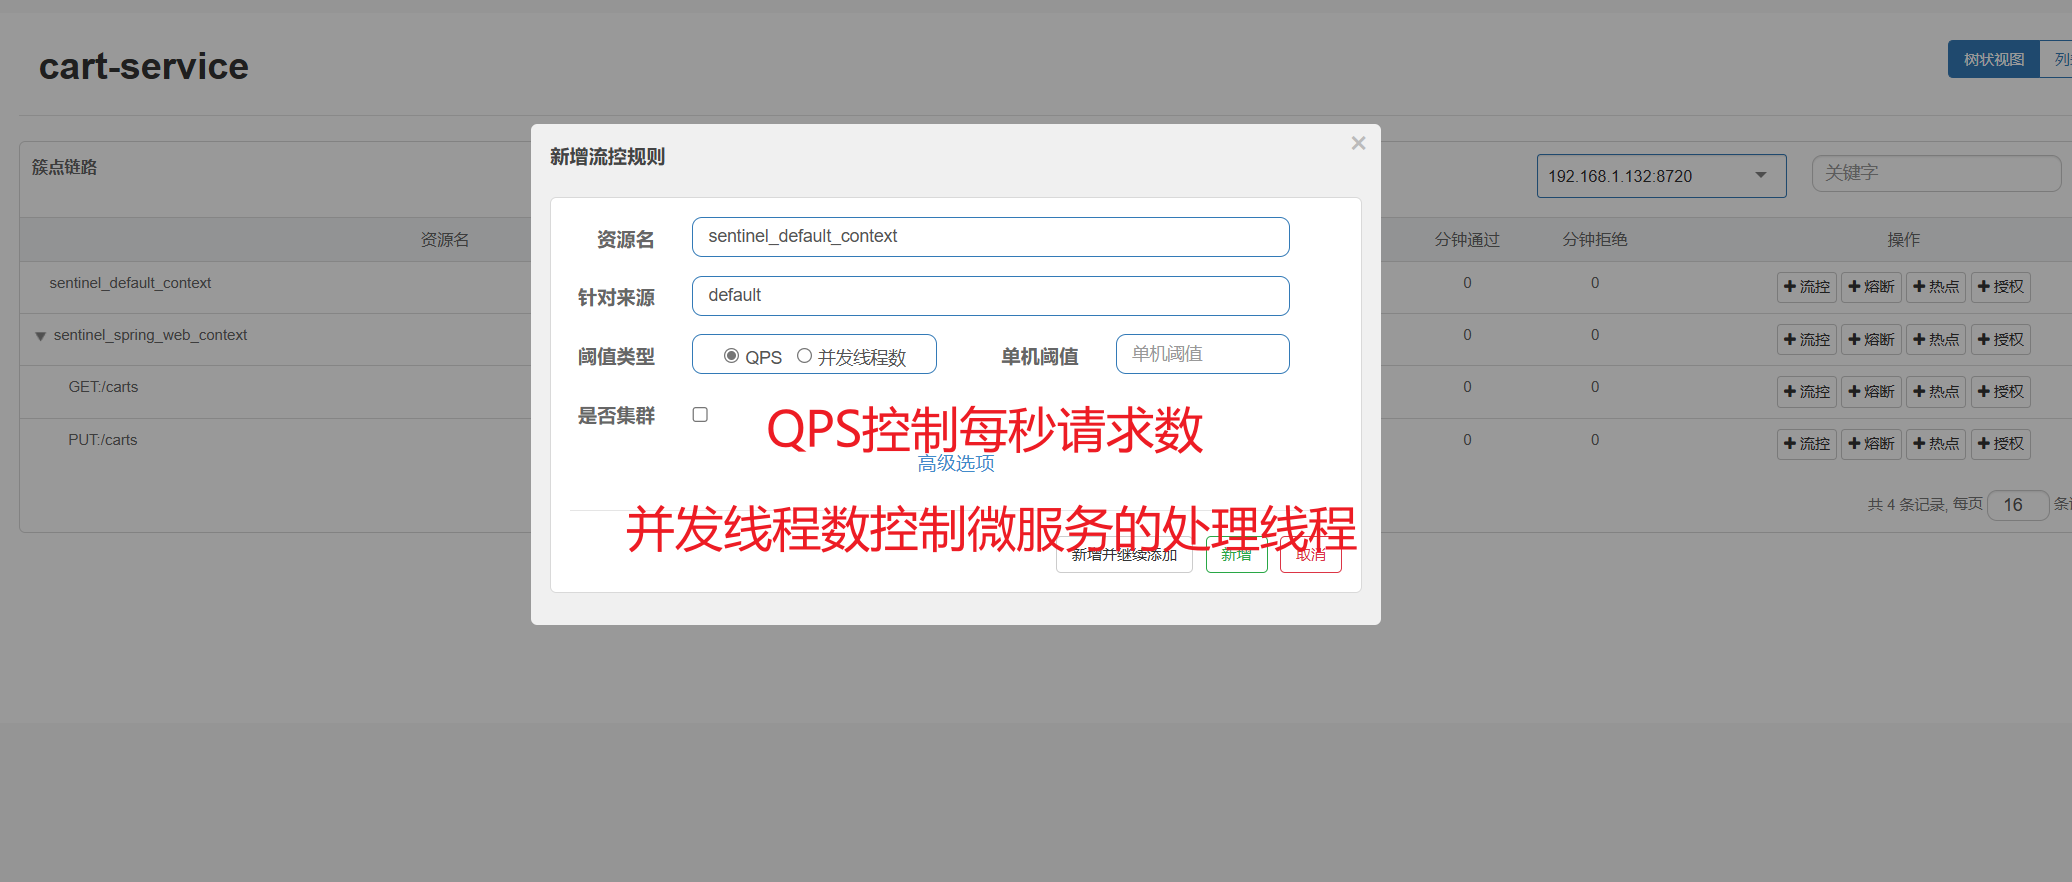 cart-service
树状视图
簇点链路
192.168.1.132:8720
关键字
资源名
分钟通过
分钟拒绝
操作
sentinel_default_context
0
0
流控
熔断
热点
授权
sentinel_spring_web_context
0
0
流控
熔断
热点
授权
GET:/carts
0
0
流控
熔断
热点
授权
PUT:/carts
0
0
流控
熔断
热点
授权
共 4 条记录, 每页 16
新增流控规则
×
资源名 sentinel_default_context
针对来源 default
阈值类型 QPS 并发线程数 单机阈值 单机阈值
是否集群
QPS控制每秒请求数
高级选项
并发线程数控制微服务的处理线程
新增并继续添加 新增 取消